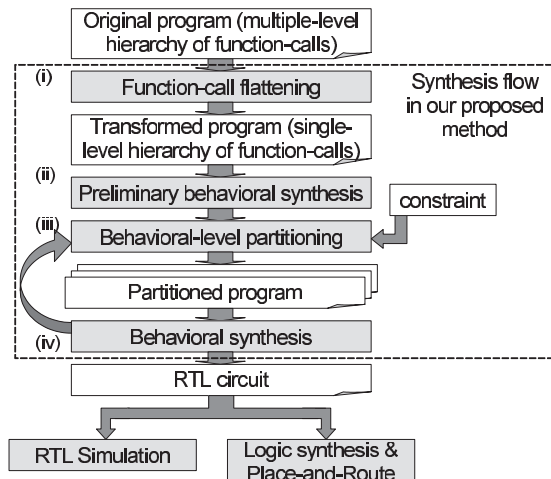 Original program (multiple-level
hierarchy of function-calls)
(i)
Function-call flattening
Synthesis flow
in our proposed
method
Transformed program (single-
level hierarchy of function-calls)
(ii)
Preliminary behavioral synthesis
constraint
(iii)
Behavioral-level partitioning
Partitioned program
(iv)
Behavioral synthesis
RTL circuit
RTL Simulation
Logic synthesis &
Place-and-Route